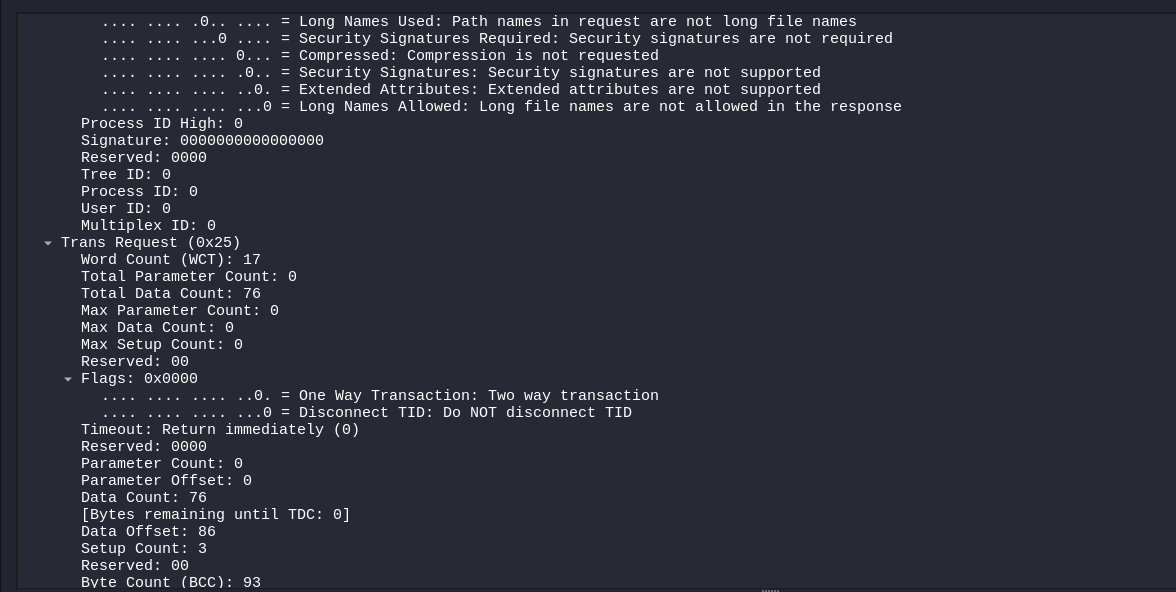 .... .... .0.. .... = Long Names Used: Path names in request are not long file names
.... .... ...0 .... = Security Signatures Required: Security signatures are not required
.... .... .... 0... = Compressed: Compression is not requested
.... .... .... .0.. = Security Signatures: Security signatures are not supported
.... .... .... ..0. = Extended Attributes: Extended attributes are not supported
.... .... .... ...0 = Long Names Allowed: Long file names are not allowed in the response
Process ID High: 0
Signature: 0000000000000000
Reserved: 0000
Tree ID: 0
Process ID: 0
User ID: 0
Multiplex ID: 0
Trans Request (0x25)
Word Count (WCT): 17
Total Parameter Count: 0
Total Data Count: 76
Max Parameter Count: 0
Max Data Count: 0
Max Setup Count: 0
Reserved: 00
Flags: 0x0000
.... .... .... ..0. = One Way Transaction: Two way transaction
.... .... .... ...0 = Disconnect TID: Do NOT disconnect TID
Timeout: Return immediately (0)
Reserved: 0000
Parameter Count: 0
Parameter Offset: 0
Data Count: 76
[Bytes remaining until TDC: 0]
Data Offset: 86
Setup Count: 3
Reserved: 00
Byte Count (BCC): 93